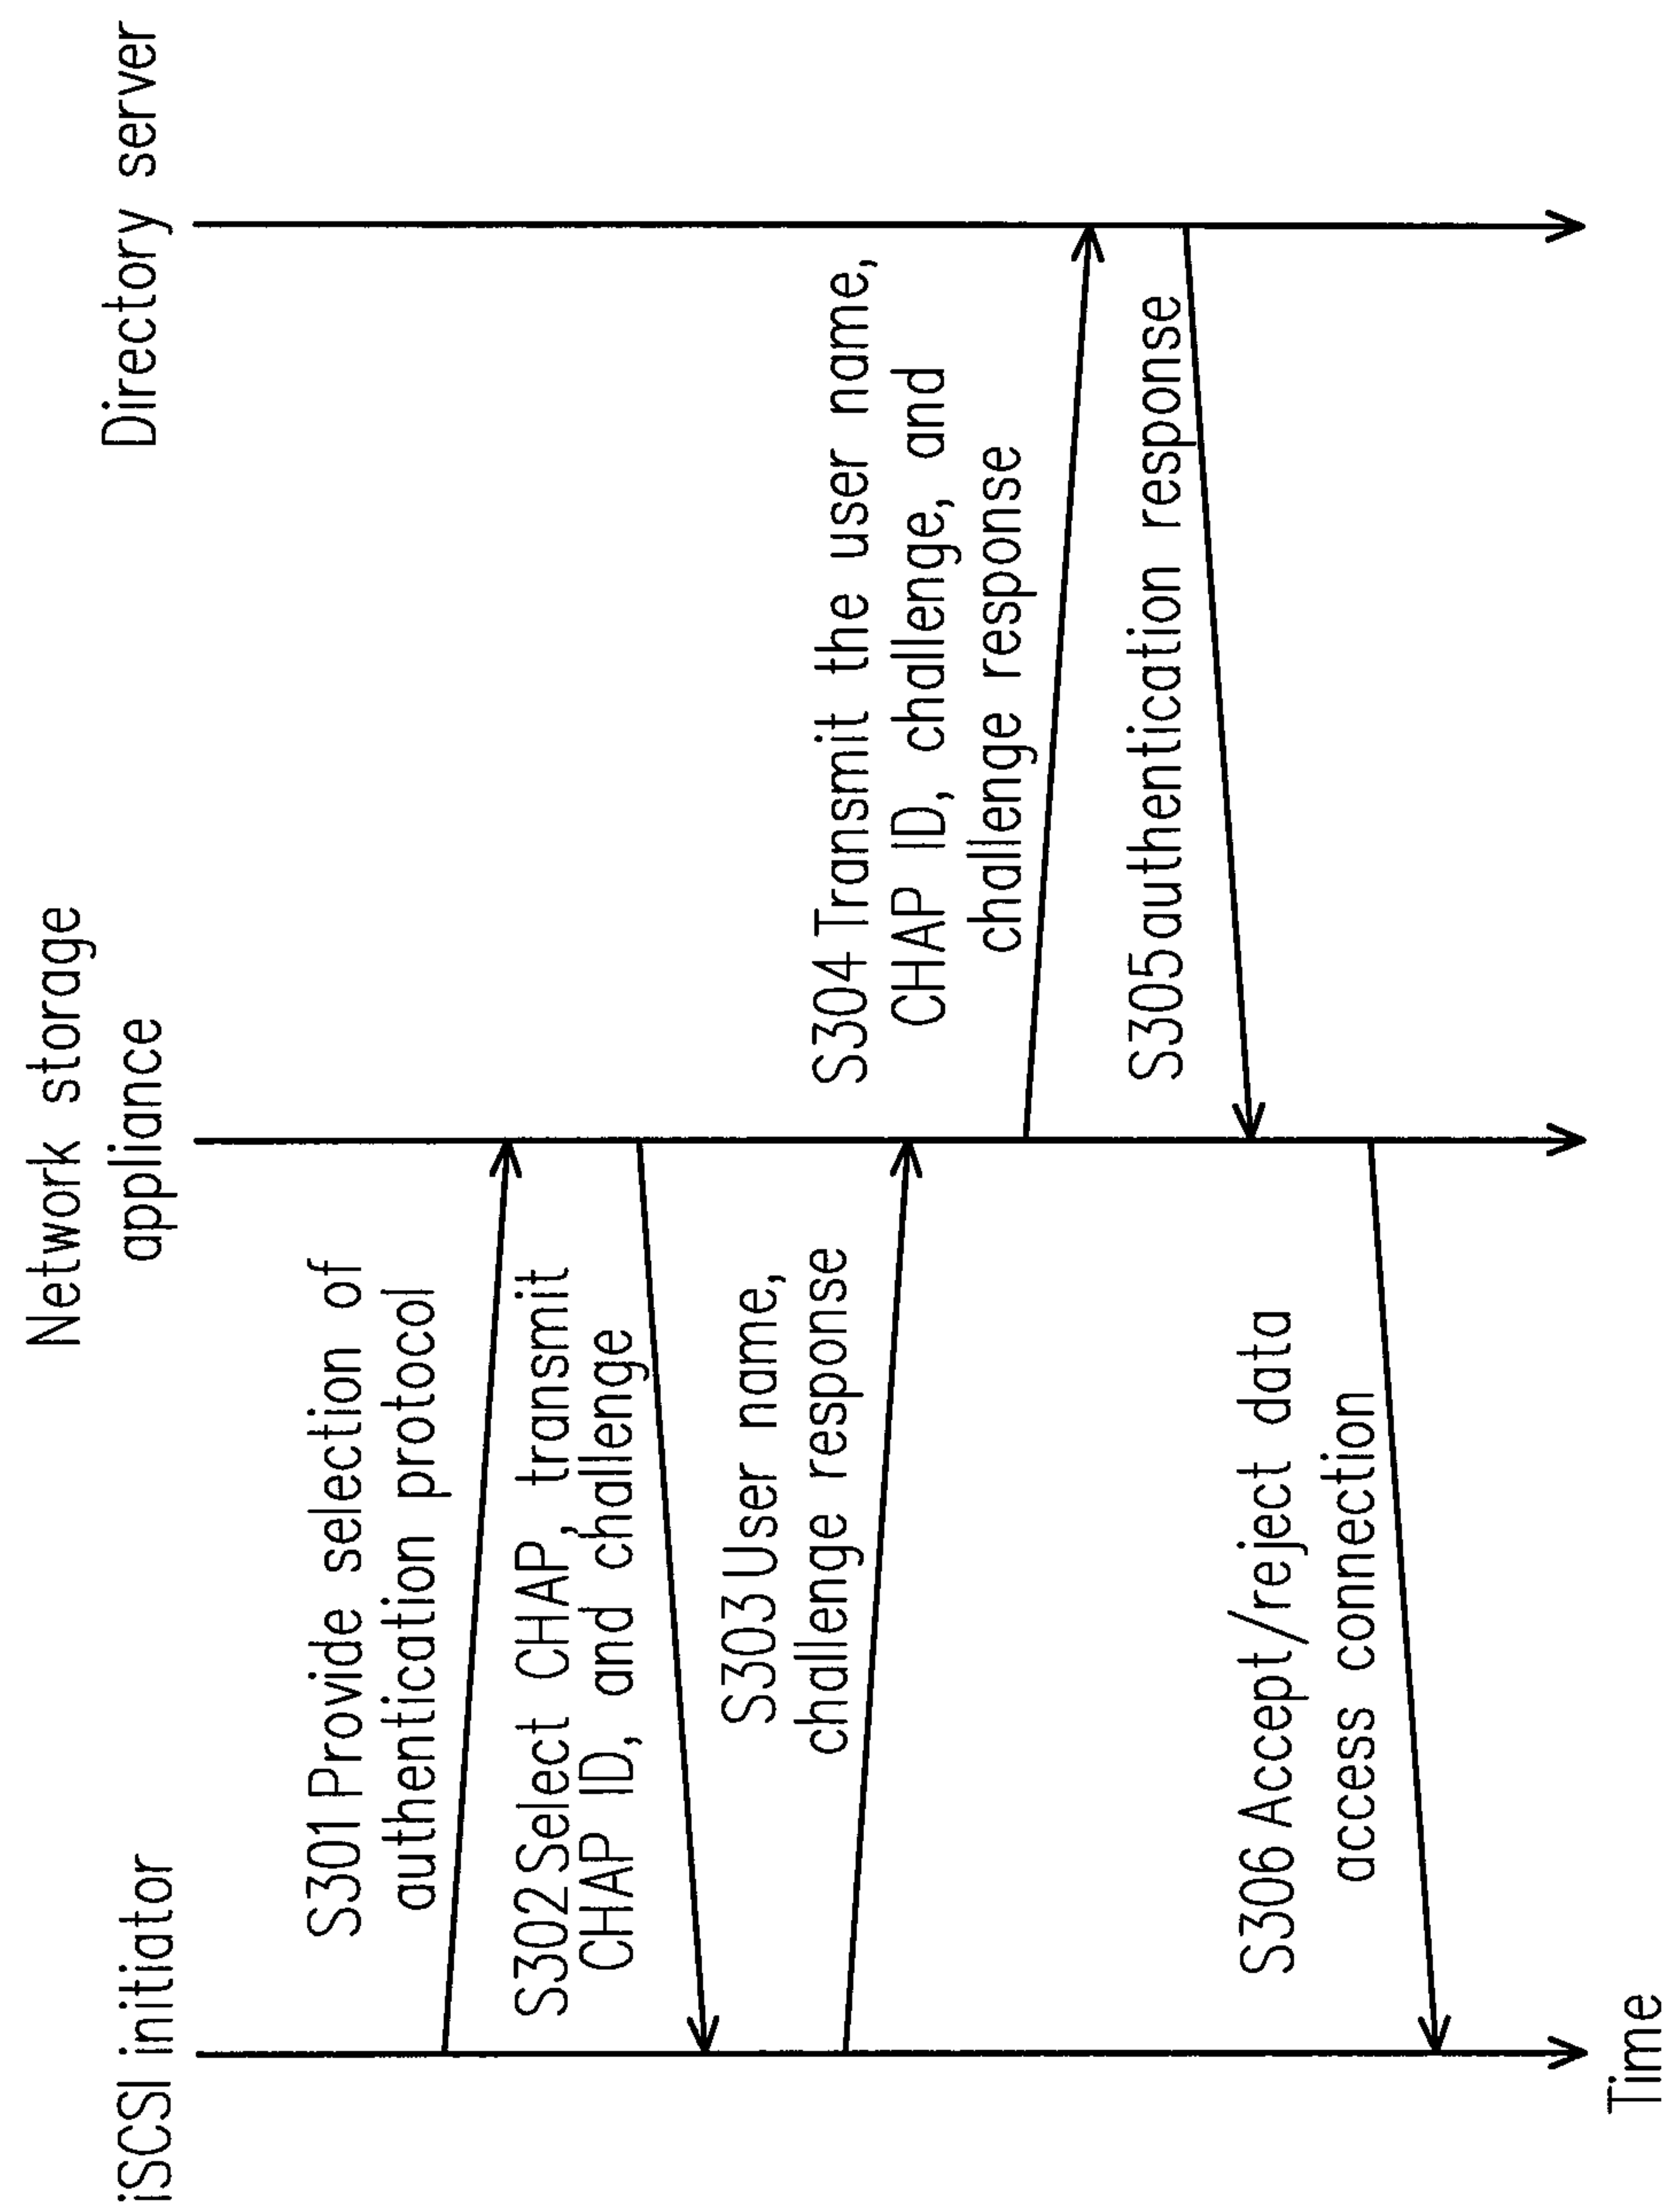 iSCSI initiator
Network storage
appliance
Directory server
S301 Provide selection of
authentication protocol
S302 Select CHAP, transmit
CHAP ID, and challenge
S303 User name,
challenge response
S304 Transmit the user name,
CHAP ID, challenge, and
challenge response
S305 authentication response
S306 Accept/reject data
access connection
Time